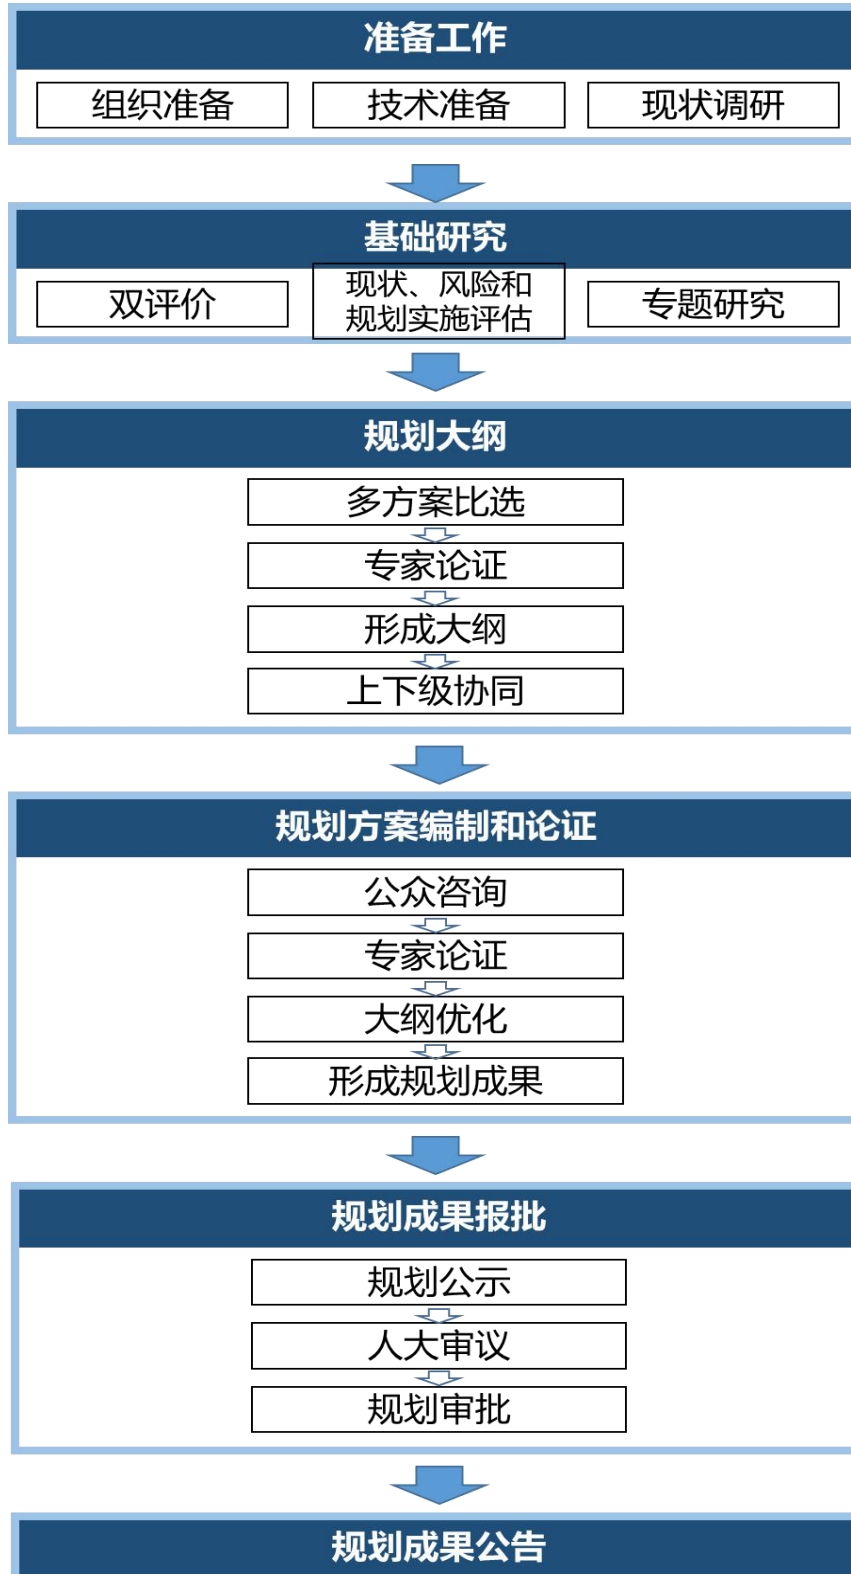 准备工作
组织准备
技术准备
现状调研
基础研究
双评价
现状、风险和
规划实施评估
专题研究
规划大纲
多方案比选
专家论证
形成大纲
上下级协同
规划方案编制和论证
公众咨询
专家论证
大纲优化
形成规划成果
规划成果报批
规划公示
人大审议
规划审批
规划成果公告